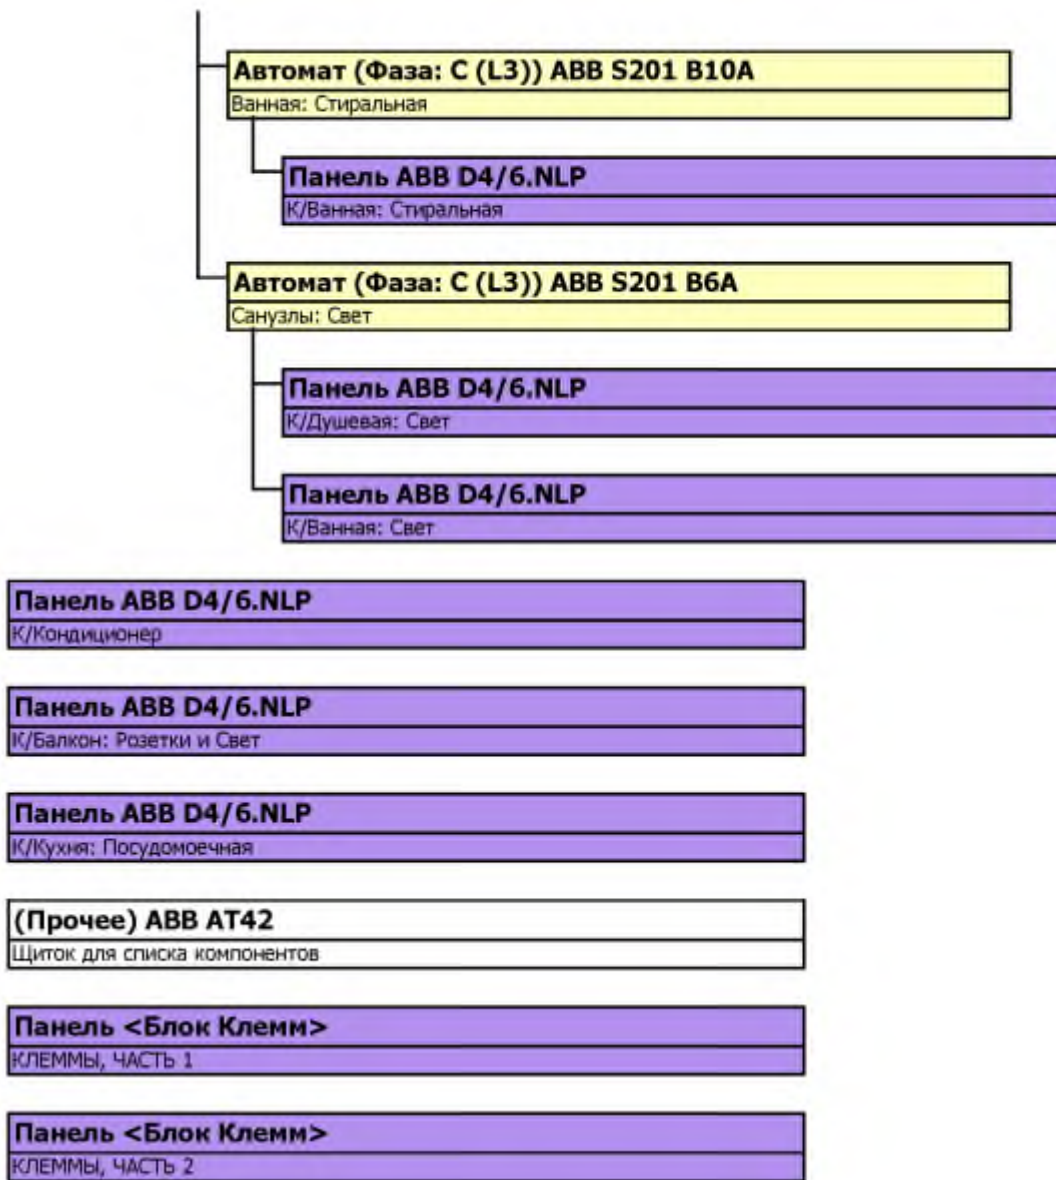 Автомат (Фаза: C (L3)) ABB S201 B10A
Ванная: Стиральная
Панель ABB D4/6.NLP
К/Ванная: Стиральная
Автомат (Фаза: C (L3)) ABB S201 B6A
Санузлы: Свет
Панель ABB D4/6.NLP
К/Душевая: Свет
Панель ABB D4/6.NLP
К/Ванная: Свет
Панель ABB D4/6.NLP
К/Кондиционер
Панель ABB D4/6.NLP
К/Балкон: Розетки и Свет
Панель ABB D4/6.NLP
К/Кухня: Посудомоечная
(Прочее) ABB AT42
Щиток для списка компонентов
Панель <Блок Клемм>
КЛЕММЫ, ЧАСТЬ 1
Панель <Блок Клемм>
КЛЕММЫ, ЧАСТЬ 2